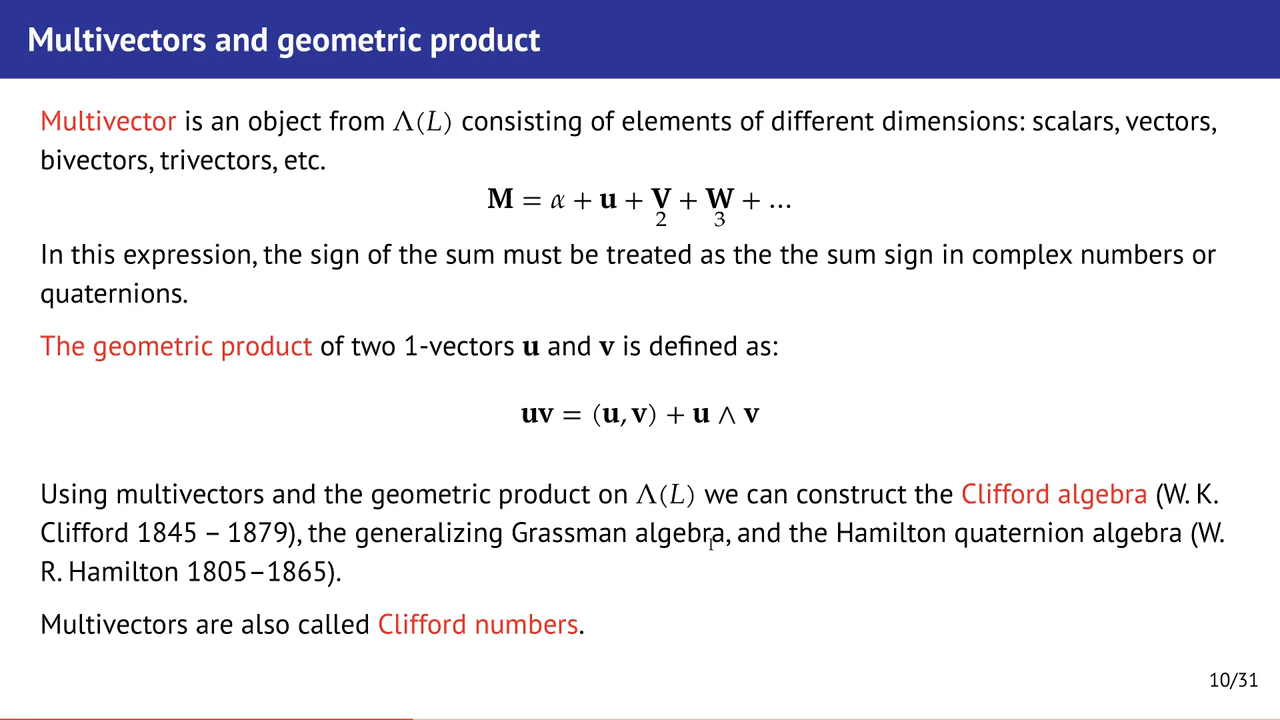 Multivectors and geometric product
Multivector is an object from Λ(L) consisting of elements of different dimensions: scalars, vectors,
bivectors, trivectors, etc.
M = α + u + V + W + ...
2 3
In this expression, the sign of the sum must be treated as the the sum sign in complex numbers or
quaternions.
The geometric product of two 1-vectors u and v is defined as:
uv = (u, v) + u ∧ v
Using multivectors and the geometric product on Λ(L) we can construct the Clifford algebra (W. K.
Clifford 1845 – 1879), the generalizing Grassman algebra, and the Hamilton quaternion algebra (W.
R. Hamilton 1805–1865).
Multivectors are also called Clifford numbers.
10/31